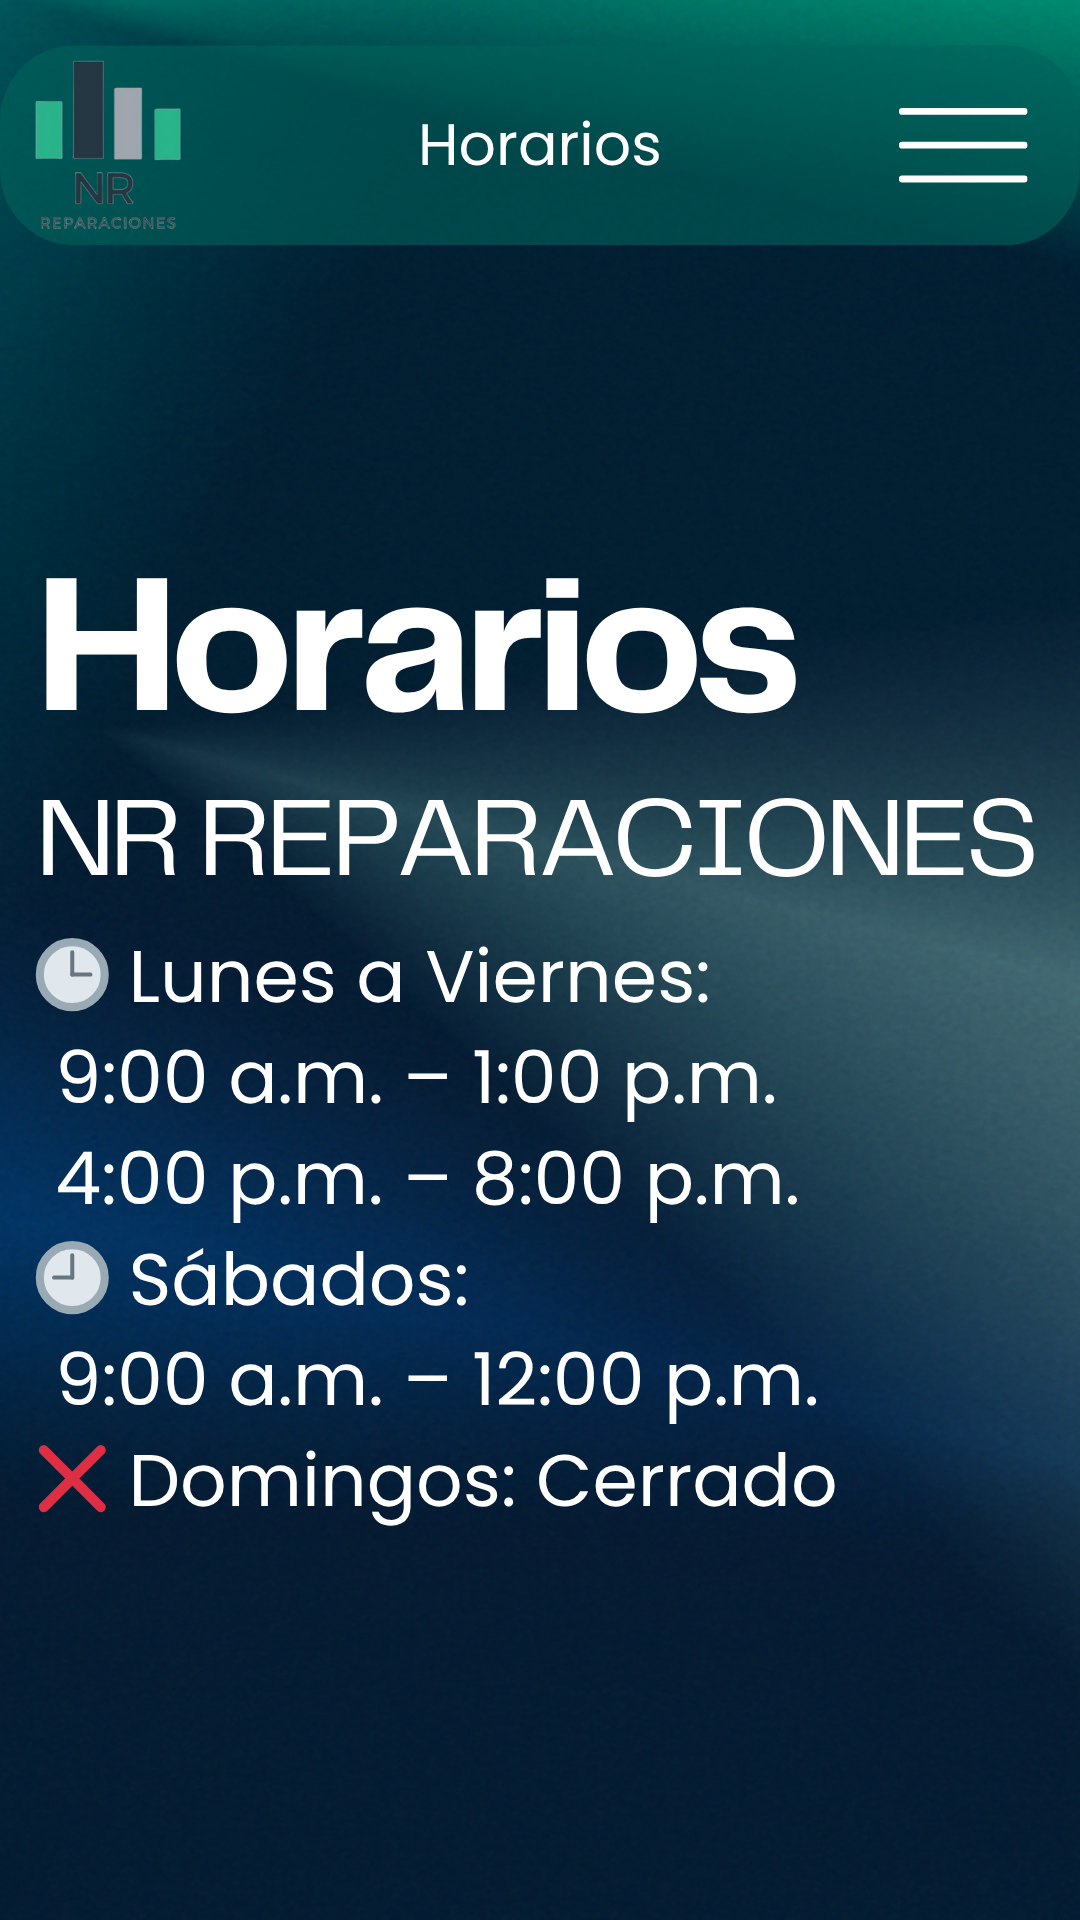 NR
REPARACIONES
Horarios
Horarios
NR REPARACIONES
🕒 Lunes a Viernes:
9:00 a.m. – 1:00 p.m.
4:00 p.m. – 8:00 p.m.
🕘 Sábados:
9:00 a.m. – 12:00 p.m.
❌ Domingos: Cerrado